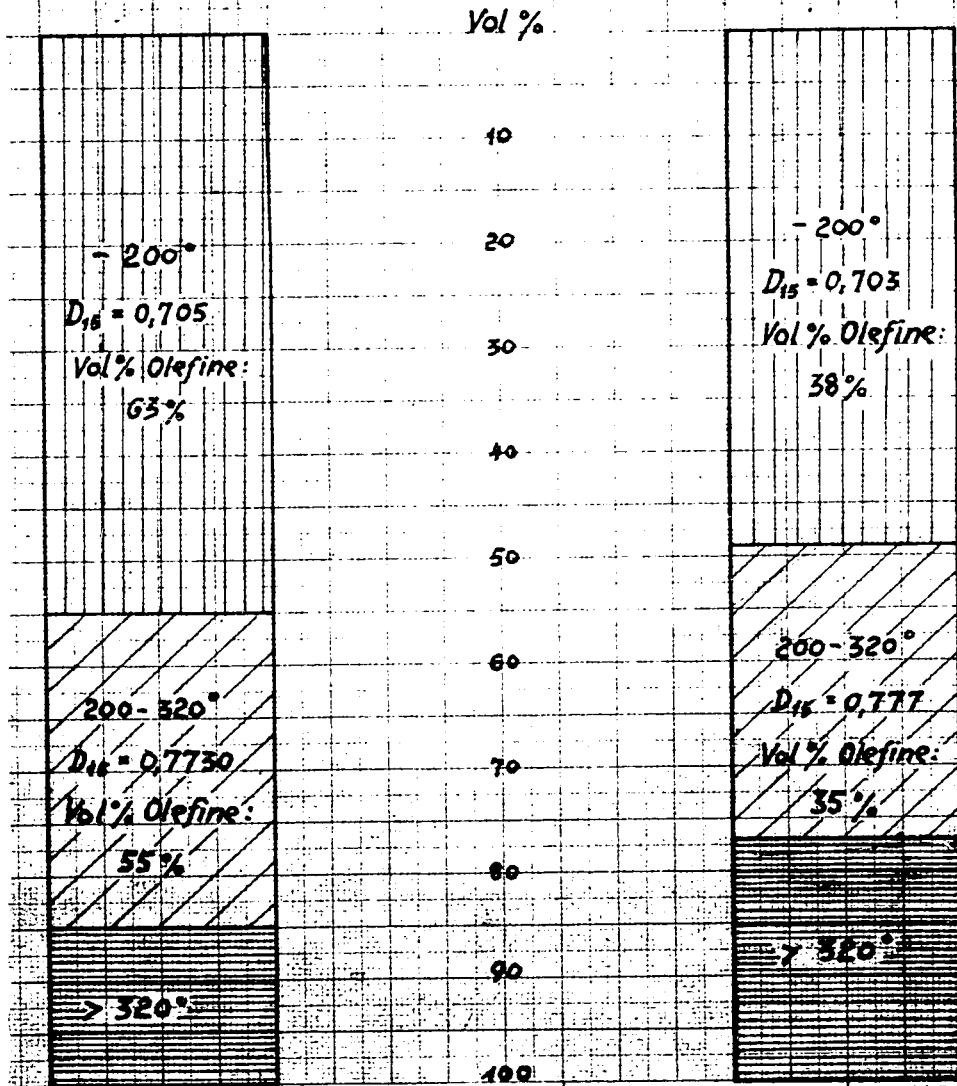 Vol %
- 200°
D₁₅ = 0,705
Vol % Olefine:
63%
200-320°
D₁₅ = 0,7730
Vol % Olefine:
55%
> 320°
10
20
30
40
50
60
70
80
90
100
- 200°
D₁₅ = 0,703
Vol % Olefine:
38%
200-320°
D₁₅ = 0,777
Vol % Olefine:
35%
> 320°